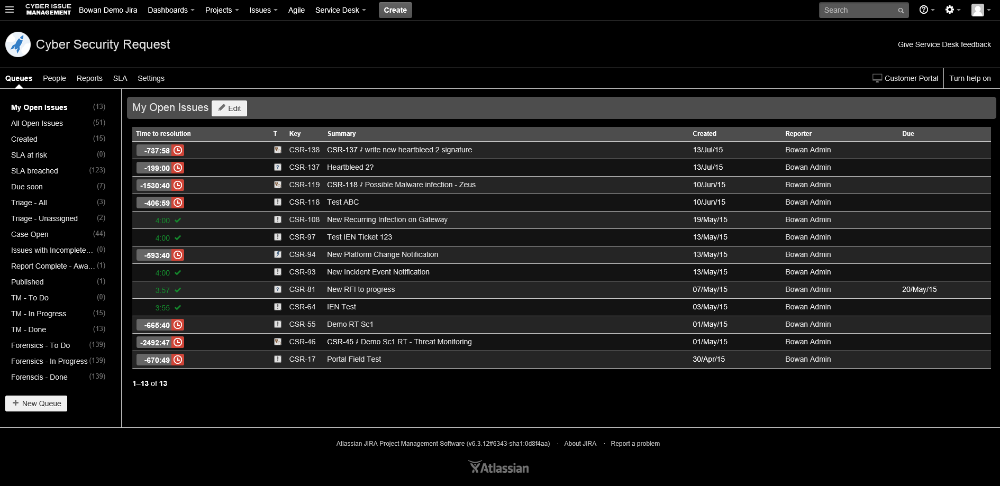 CYBER ISSUE
MANAGEMENT
Bowan Demo Jira Dashboards Projects Issues Agile Service Desk Create Search
Cyber Security Request
Give Service Desk feedback
Queues People Reports SLA Settings Customer Portal Turn help on
My Open Issues (13)
All Open Issues (51)
Created (15)
SLA at risk (0)
SLA breached (123)
Due soon (7)
Triage - All (3)
Triage - Unassigned (2)
Case Open (44)
Issues with Incomplete... (0)
Report Complete - Awa... (1)
Published (1)
TM - To Do (0)
TM - In Progress (15)
TM - Done (13)
Forensics - To Do (139)
Forensics - In Progress (139)
Forenscis - Done (139)
+ New Queue
My Open Issues Edit
Time to resolution T Key Summary Created Reporter Due
-737:58 CSR-138 CSR-137 // write new heartbleed 2 signature 13/Jul/15 Bowan Admin
-199:00 ? CSR-137 Heartbleed 2? 13/Jul/15 Bowan Admin
-1530:40 CSR-119 CSR-118 // Possible Malware infection - Zeus 10/Jun/15 Bowan Admin
-406:59 ! CSR-118 Test ABC 10/Jun/15 Bowan Admin
4:00 ! CSR-108 New Recurring Infection on Gateway 19/May/15 Bowan Admin
4:00 ! CSR-97 Test IEN Ticket 123 13/May/15 Bowan Admin
-593:40 CSR-94 New Platform Change Notification 13/May/15 Bowan Admin
4:00 ! CSR-93 New Incident Event Notification 13/May/15 Bowan Admin
3:57 ? CSR-81 New RFI to progress 07/May/15 Bowan Admin 20/May/15
3:55 ! CSR-64 IEN Test 03/May/15 Bowan Admin
-665:40 ! CSR-55 Demo RT Sc1 01/May/15 Bowan Admin
-2492:47 CSR-46 CSR-45 // Demo Sc1 RT - Threat Monitoring 01/May/15 Bowan Admin
-670:49 ! CSR-17 Portal Field Test 30/Apr/15 Bowan Admin
1–13 of 13
Atlassian JIRA Project Management Software (v6.3.12#6343-sha1:0d8f4aa) · About JIRA · Report a problem
Atlassian